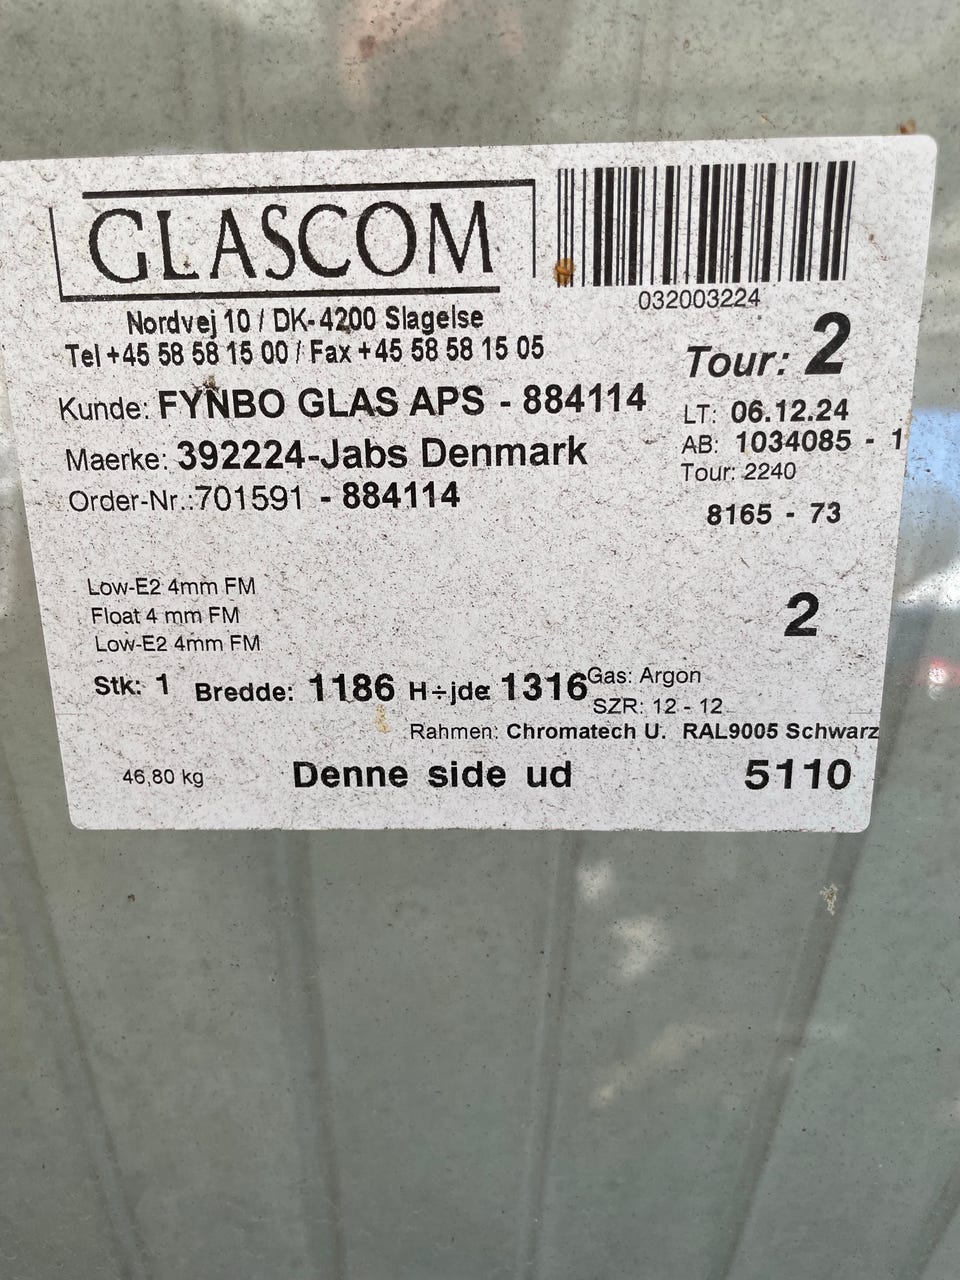 GLASCOM
032003224
Nordvej 10 / DK-4200 Slagelse
Tel +45 58 58 15 00 / Fax +45 58 58 15 05
Tour: 2
Kunde: FYNBO GLAS APS - 884114
LT: 06.12.24
Maerke: 392224-Jabs Denmark
AB: 1034085 - 1
Tour: 2240
Order-Nr.:701591 - 884114
8165 - 73
Low-E2 4mm FM
Float 4 mm FM
Low-E2 4mm FM
2
Stk: 1 Bredde: 1186 H÷jde: 1316 Gas: Argon
SZR: 12 - 12
Rahmen: Chromatech U. RAL9005 Schwarz
46,80 kg Denne side ud 5110